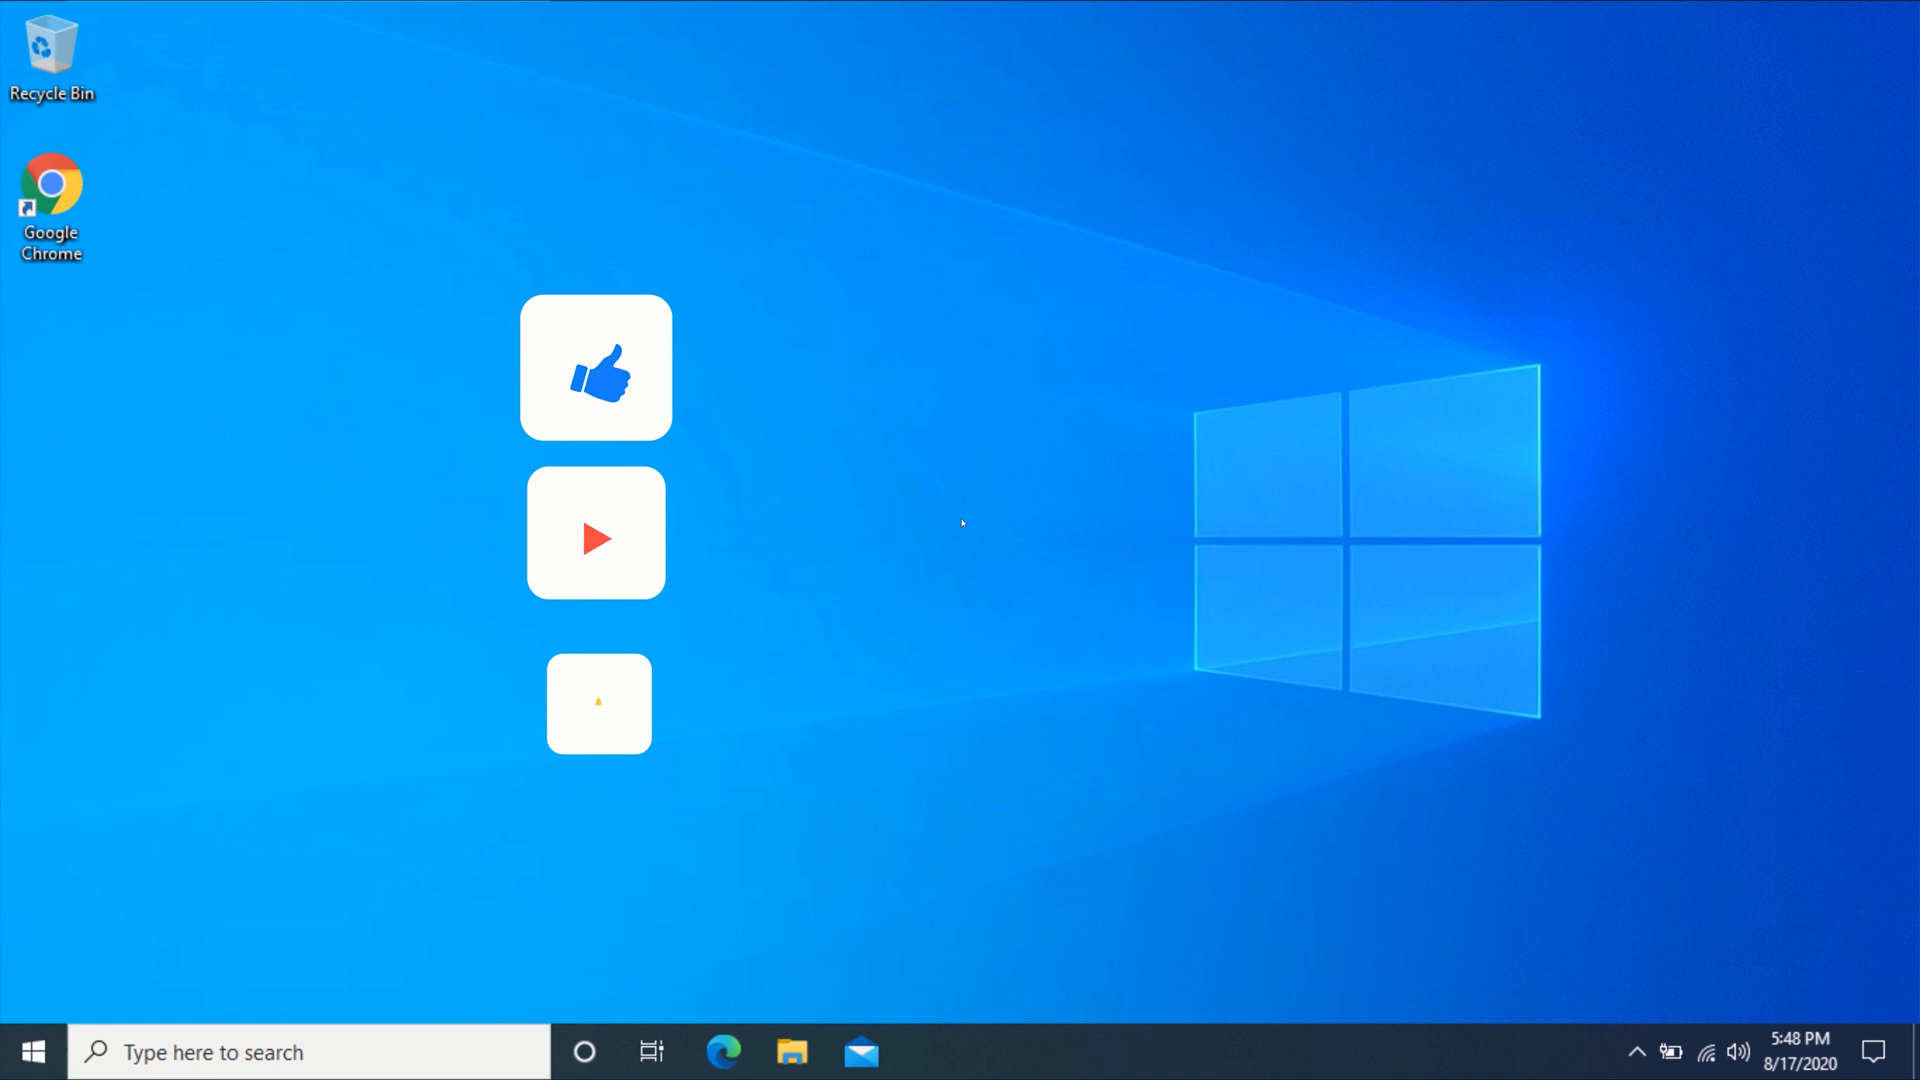 Recycle Bin
Google
Chrome
Type here to search
5:48 PM
8/17/2020